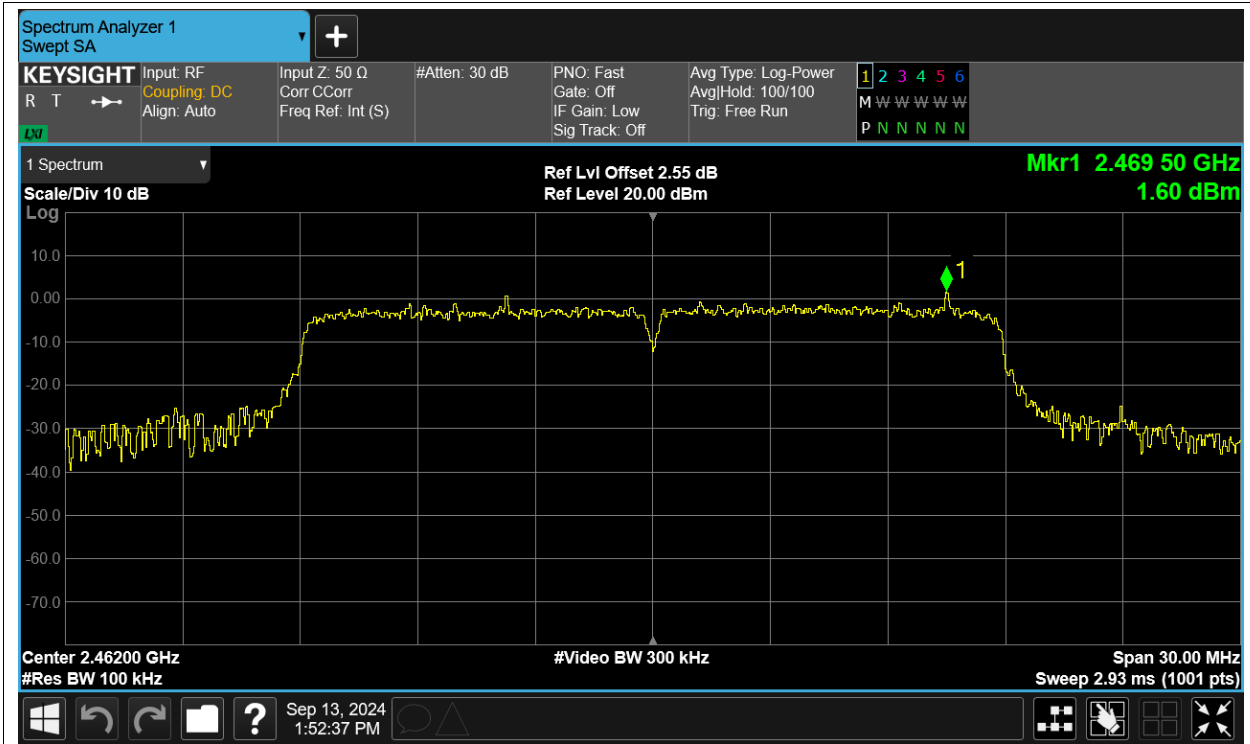 Spectrum Analyzer 1
Swept SA
KEYSIGHT
R T
LXI
Input: RF
Coupling: DC
Align: Auto
Input Z: 50 Ω
Corr CCorr
Freq Ref: Int (S)
#Atten: 30 dB
PNO: Fast
Gate: Off
IF Gain: Low
Sig Track: Off
Avg Type: Log-Power
Avg|Hold: 100/100
Trig: Free Run
1 2 3 4 5 6
M W W W W W
P N N N N N
1 Spectrum
Scale/Div 10 dB
Ref Lvl Offset 2.55 dB
Ref Level 20.00 dBm
Mkr1 2.469 50 GHz
1.60 dBm
Log
10.0
0.00
-10.0
-20.0
-30.0
-40.0
-50.0
-60.0
-70.0
1
Center 2.46200 GHz
#Res BW 100 kHz
#Video BW 300 kHz
Span 30.00 MHz
Sweep 2.93 ms (1001 pts)
?
Sep 13, 2024
1:52:37 PM